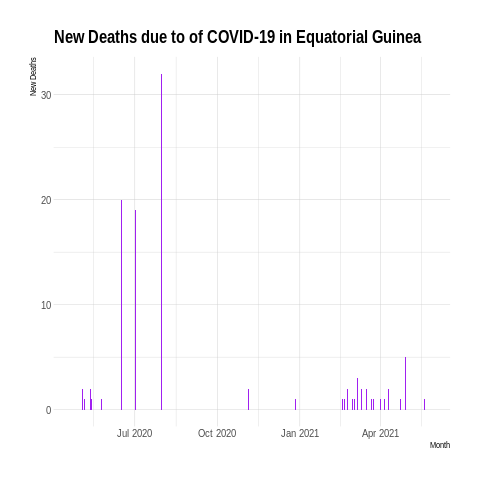 New Deaths due to of COVID-19 in Equatorial Guinea
New Deaths
30
20
10
0
Jul 2020 Oct 2020 Jan 2021 Apr 2021
Month